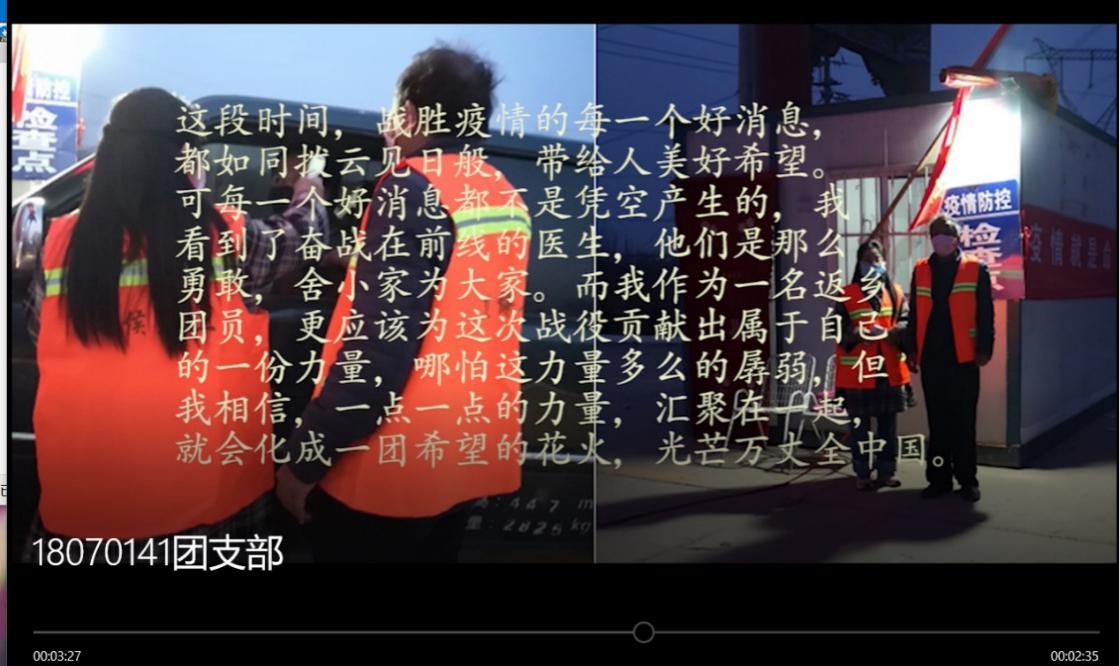 这段时间，战胜疫情的每一个好消息，
都如同拨云见日般，带给人美好希望。
可每一个好消息都不是凭空产生的，我
看到了奋战在前线的医生，他们是那么
勇敢，舍小家为大家。而我作为一名返乡
团员，更应该为这次战役贡献出属于自己
的一份力量，哪怕这力量多么的孱弱，但
我相信，一点一点的力量，汇聚在一起，
就会化成一团希望的花火，光芒万丈全中国。
情防控
检查点
疫情防控
检查
疫情就是
447 m
量:2825 kg
18070141团支部
00:03:27
00:02:35